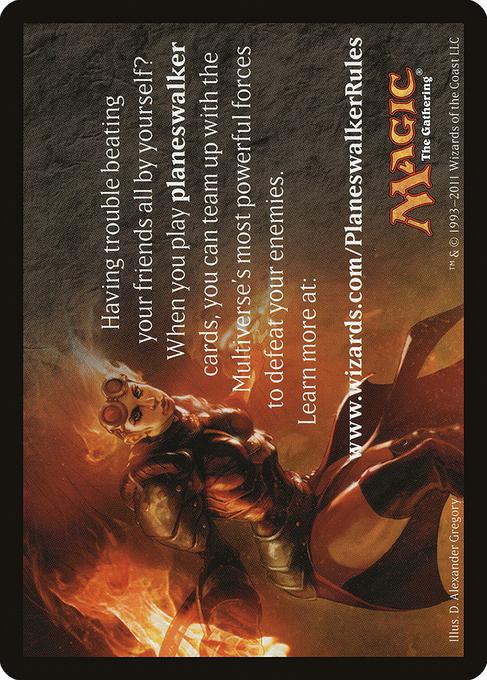 Having trouble beating
your friends all by yourself?
When you play planeswalker
cards, you can team up with the
Multiverse's most powerful forces
to defeat your enemies.
Learn more at:
www.wizards.com/PlaneswalkerRules
MAGIC
The Gathering®
Illus. D. Alexander Gregory
™ & © 1993–2011 Wizards of the Coast LLC